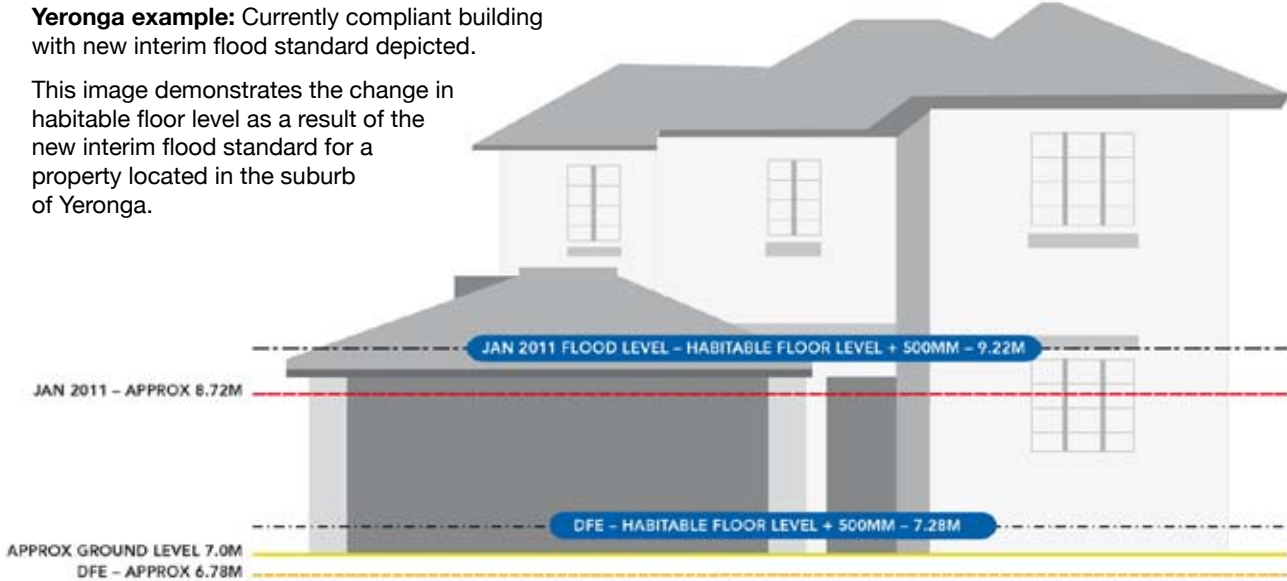 Yeronga example: Currently compliant building
with new interim flood standard depicted.
This image demonstrates the change in
habitable floor level as a result of the
new interim flood standard for a
property located in the suburb
of Yeronga.
JAN 2011 FLOOD LEVEL – HABITABLE FLOOR LEVEL + 500MM – 9.22M
JAN 2011 – APPROX 8.72M
DFE – HABITABLE FLOOR LEVEL + 500MM – 7.28M
APPROX GROUND LEVEL 7.0M
DFE – APPROX 6.78M